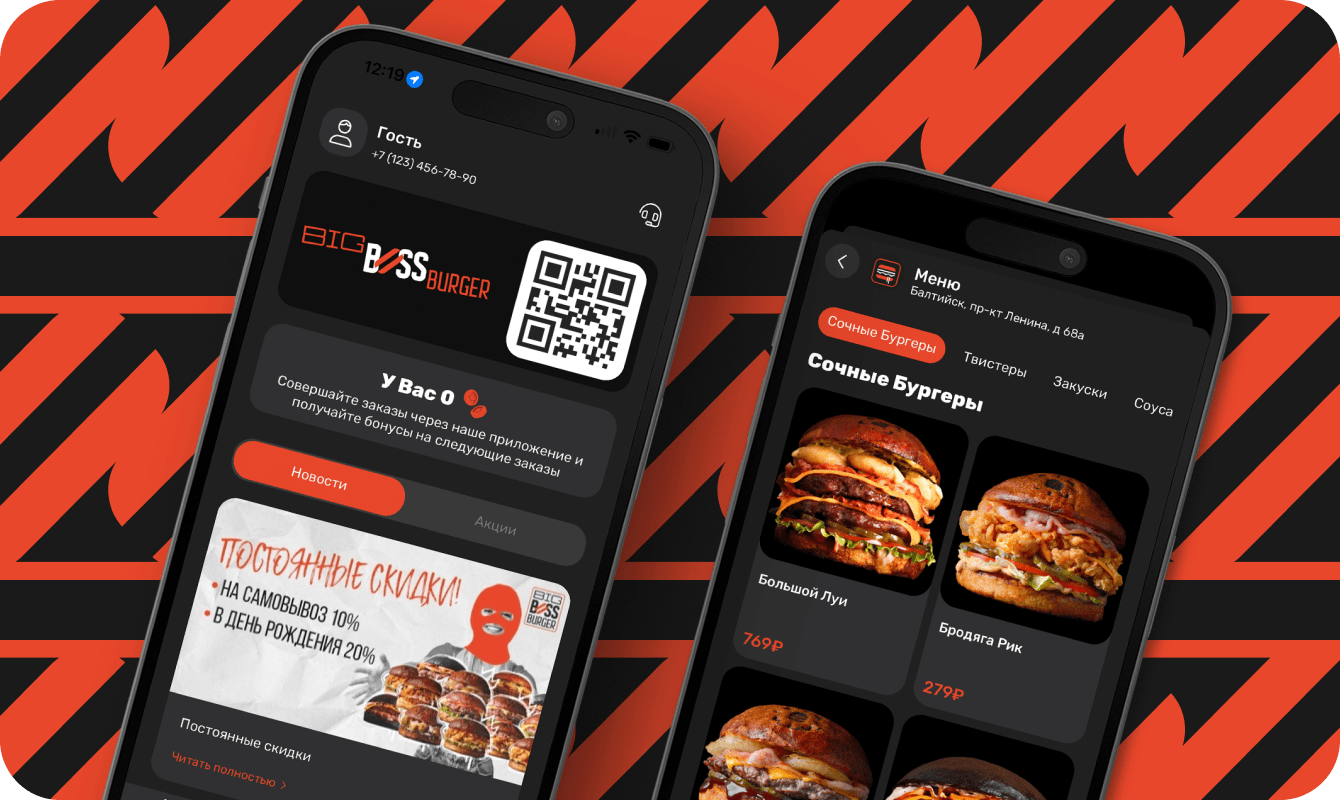 12:19
Гость
+7 (123) 456-78-90
BIG
BOSS
BURGER
У Вас 0
Совершайте заказы через наше приложение и
получайте бонусы на следующие заказы
Новости
Акции
ПОСТОЯННЫЕ СКИДКИ!
• НА САМОВЫВОЗ 10%
• В ДЕНЬ РОЖДЕНИЯ 20%
BIG
BOSS
BURGER
Постоянные скидки
Читать полностью >
Меню
Балтийск, пр-кт Ленина, д 68а
Сочные Бургеры
Твистеры
Закуски
Соуса
Сочные Бургеры
Большой Луи
769₽
Бродяга Рик
279₽